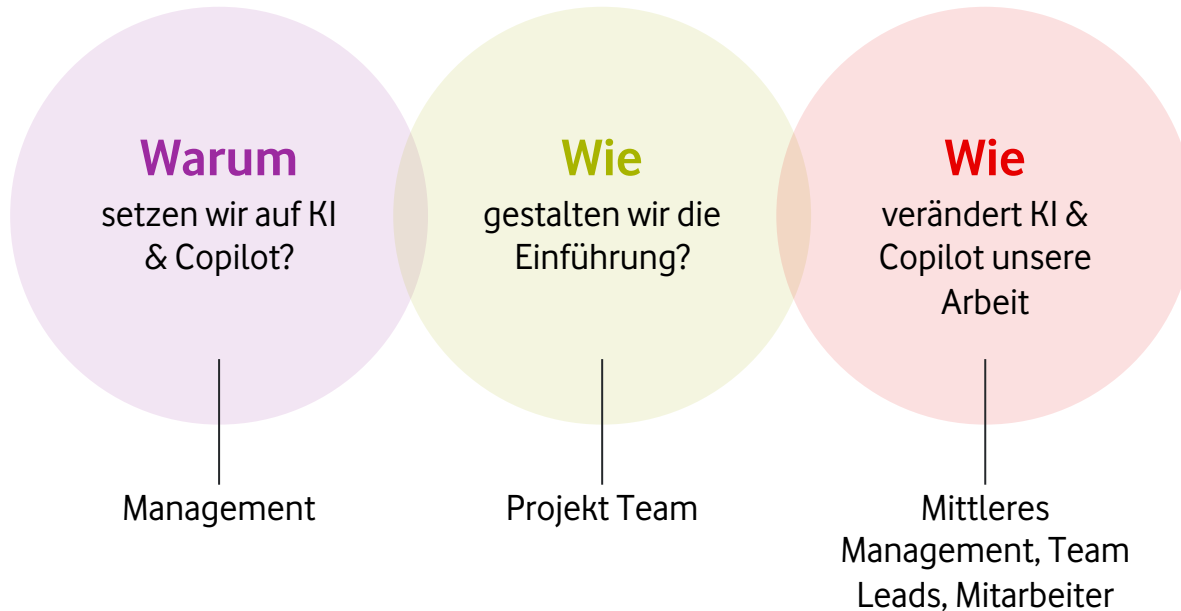 Warum
setzen wir auf KI
& Copilot?
Wie
gestalten wir die
Einführung?
Wie
verändert KI &
Copilot unsere
Arbeit
Management
Projekt Team
Mittleres
Management, Team
Leads, Mitarbeiter